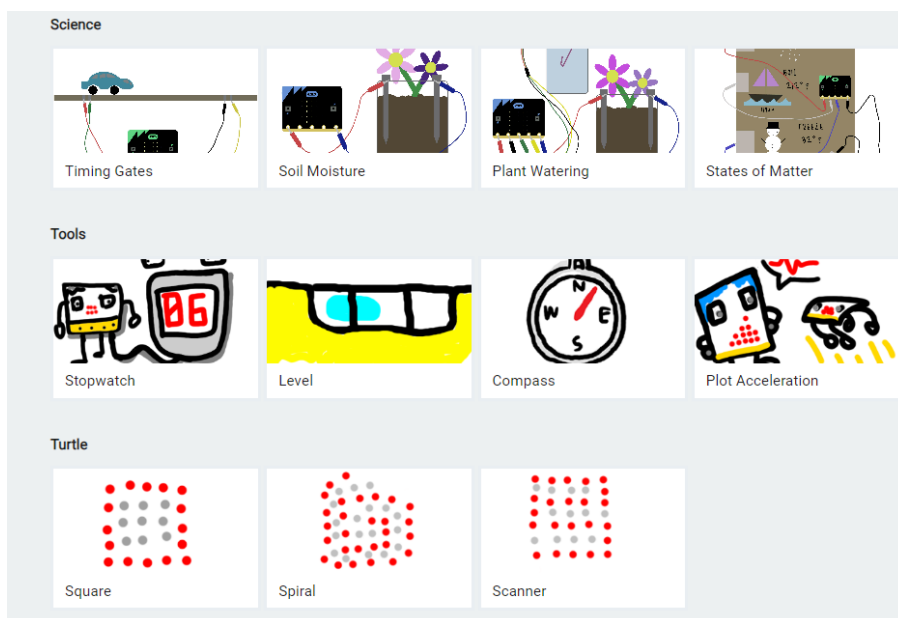 Science
Timing Gates
Soil Moisture
Plant Watering
States of Matter
Tools
06
N
W
E
S
Stopwatch
Level
Compass
Plot Acceleration
Turtle
Square
Spiral
Scanner